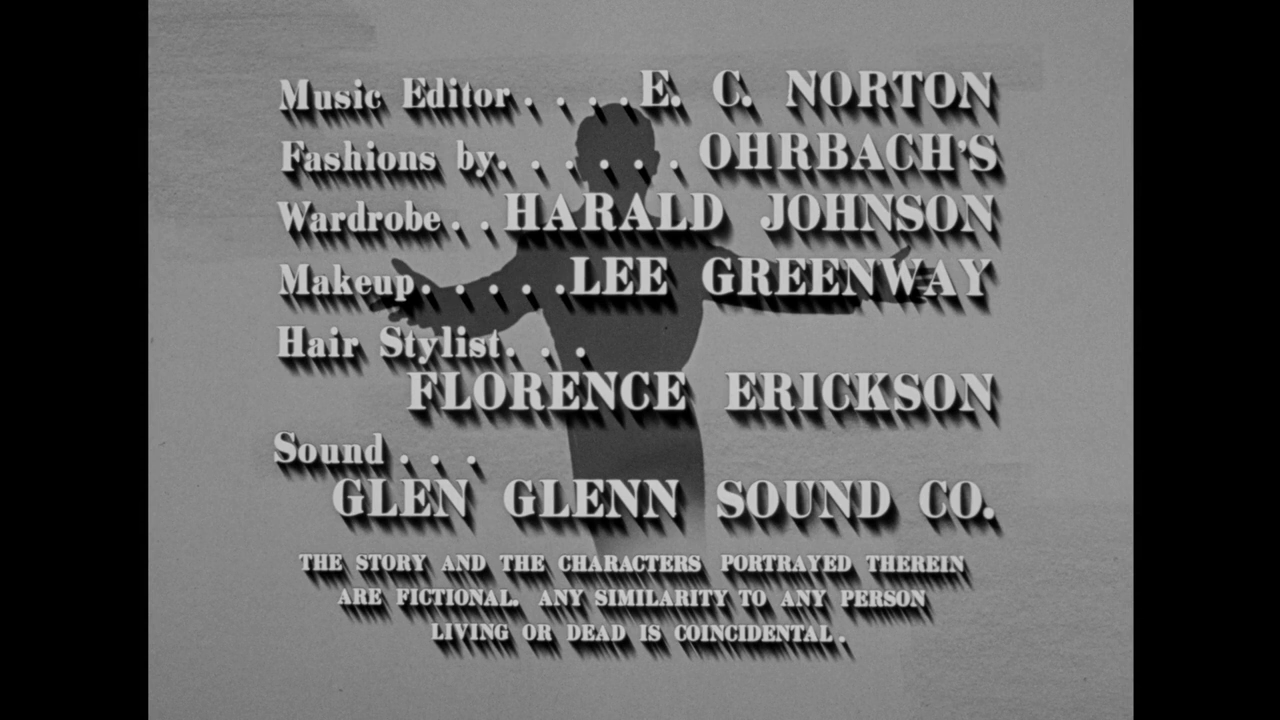 Music Editor....E. C. NORTON
Fashions by......OHRBACH'S
Wardrobe..HARALD JOHNSON
Makeup.....LEE GREENWAY
Hair Stylist...
FLORENCE ERICKSON
Sound...
GLEN GLENN SOUND CO.
THE STORY AND THE CHARACTERS PORTRAYED THEREIN
ARE FICTIONAL. ANY SIMILARITY TO ANY PERSON
LIVING OR DEAD IS COINCIDENTAL.